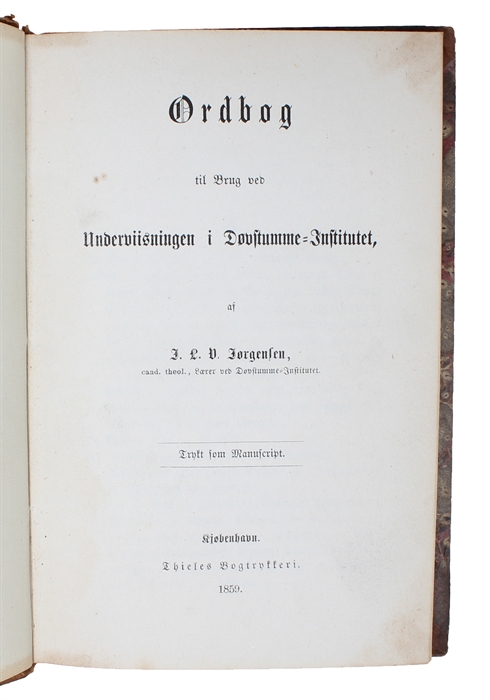 Ordbog
til Brug ved
Underviisningen i Døvstumme-Institutet,
af
J. L. V. Jørgensen,
cand. theol., Lærer ved Døvstumme-Institutet.
Trykt som Manuscript.
Kjøbenhavn.
Thieles Bogtrykkeri.
1859.